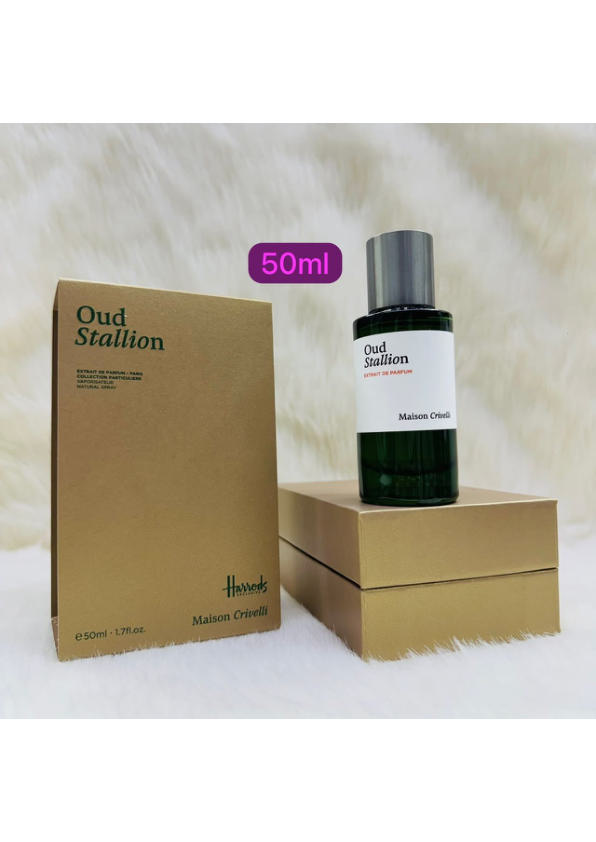 50ml
Oud
Stallion
EXTRAIT DE PARFUM - PARIS
COLLECTION PARTICULIÈRE
VAPORISATEUR
NATURAL SPRAY
Harrods
Maison Crivelli
e 50ml · 1.7fl.oz.
Oud
Stallion
EXTRAIT DE PARFUM
Maison Crivelli